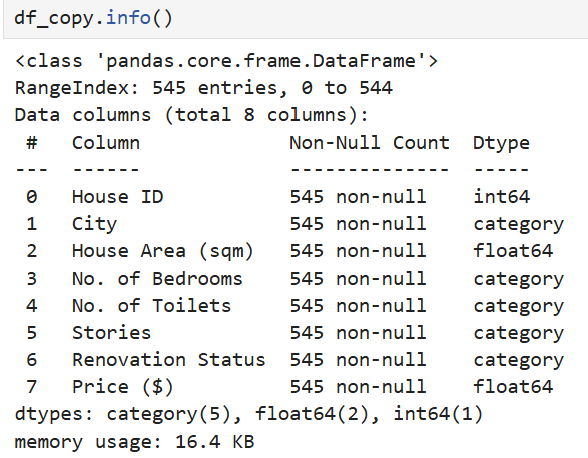 df_copy.info()
<class 'pandas.core.frame.DataFrame'>
RangeIndex: 545 entries, 0 to 544
Data columns (total 8 columns):
 #   Column             Non-Null Count  Dtype
---  ------             --------------  -----
 0   House ID           545 non-null    int64
 1   City               545 non-null    category
 2   House Area (sqm)   545 non-null    float64
 3   No. of Bedrooms    545 non-null    category
 4   No. of Toilets     545 non-null    category
 5   Stories            545 non-null    category
 6   Renovation Status  545 non-null    category
 7   Price ($)          545 non-null    float64
dtypes: category(5), float64(2), int64(1)
memory usage: 16.4 KB